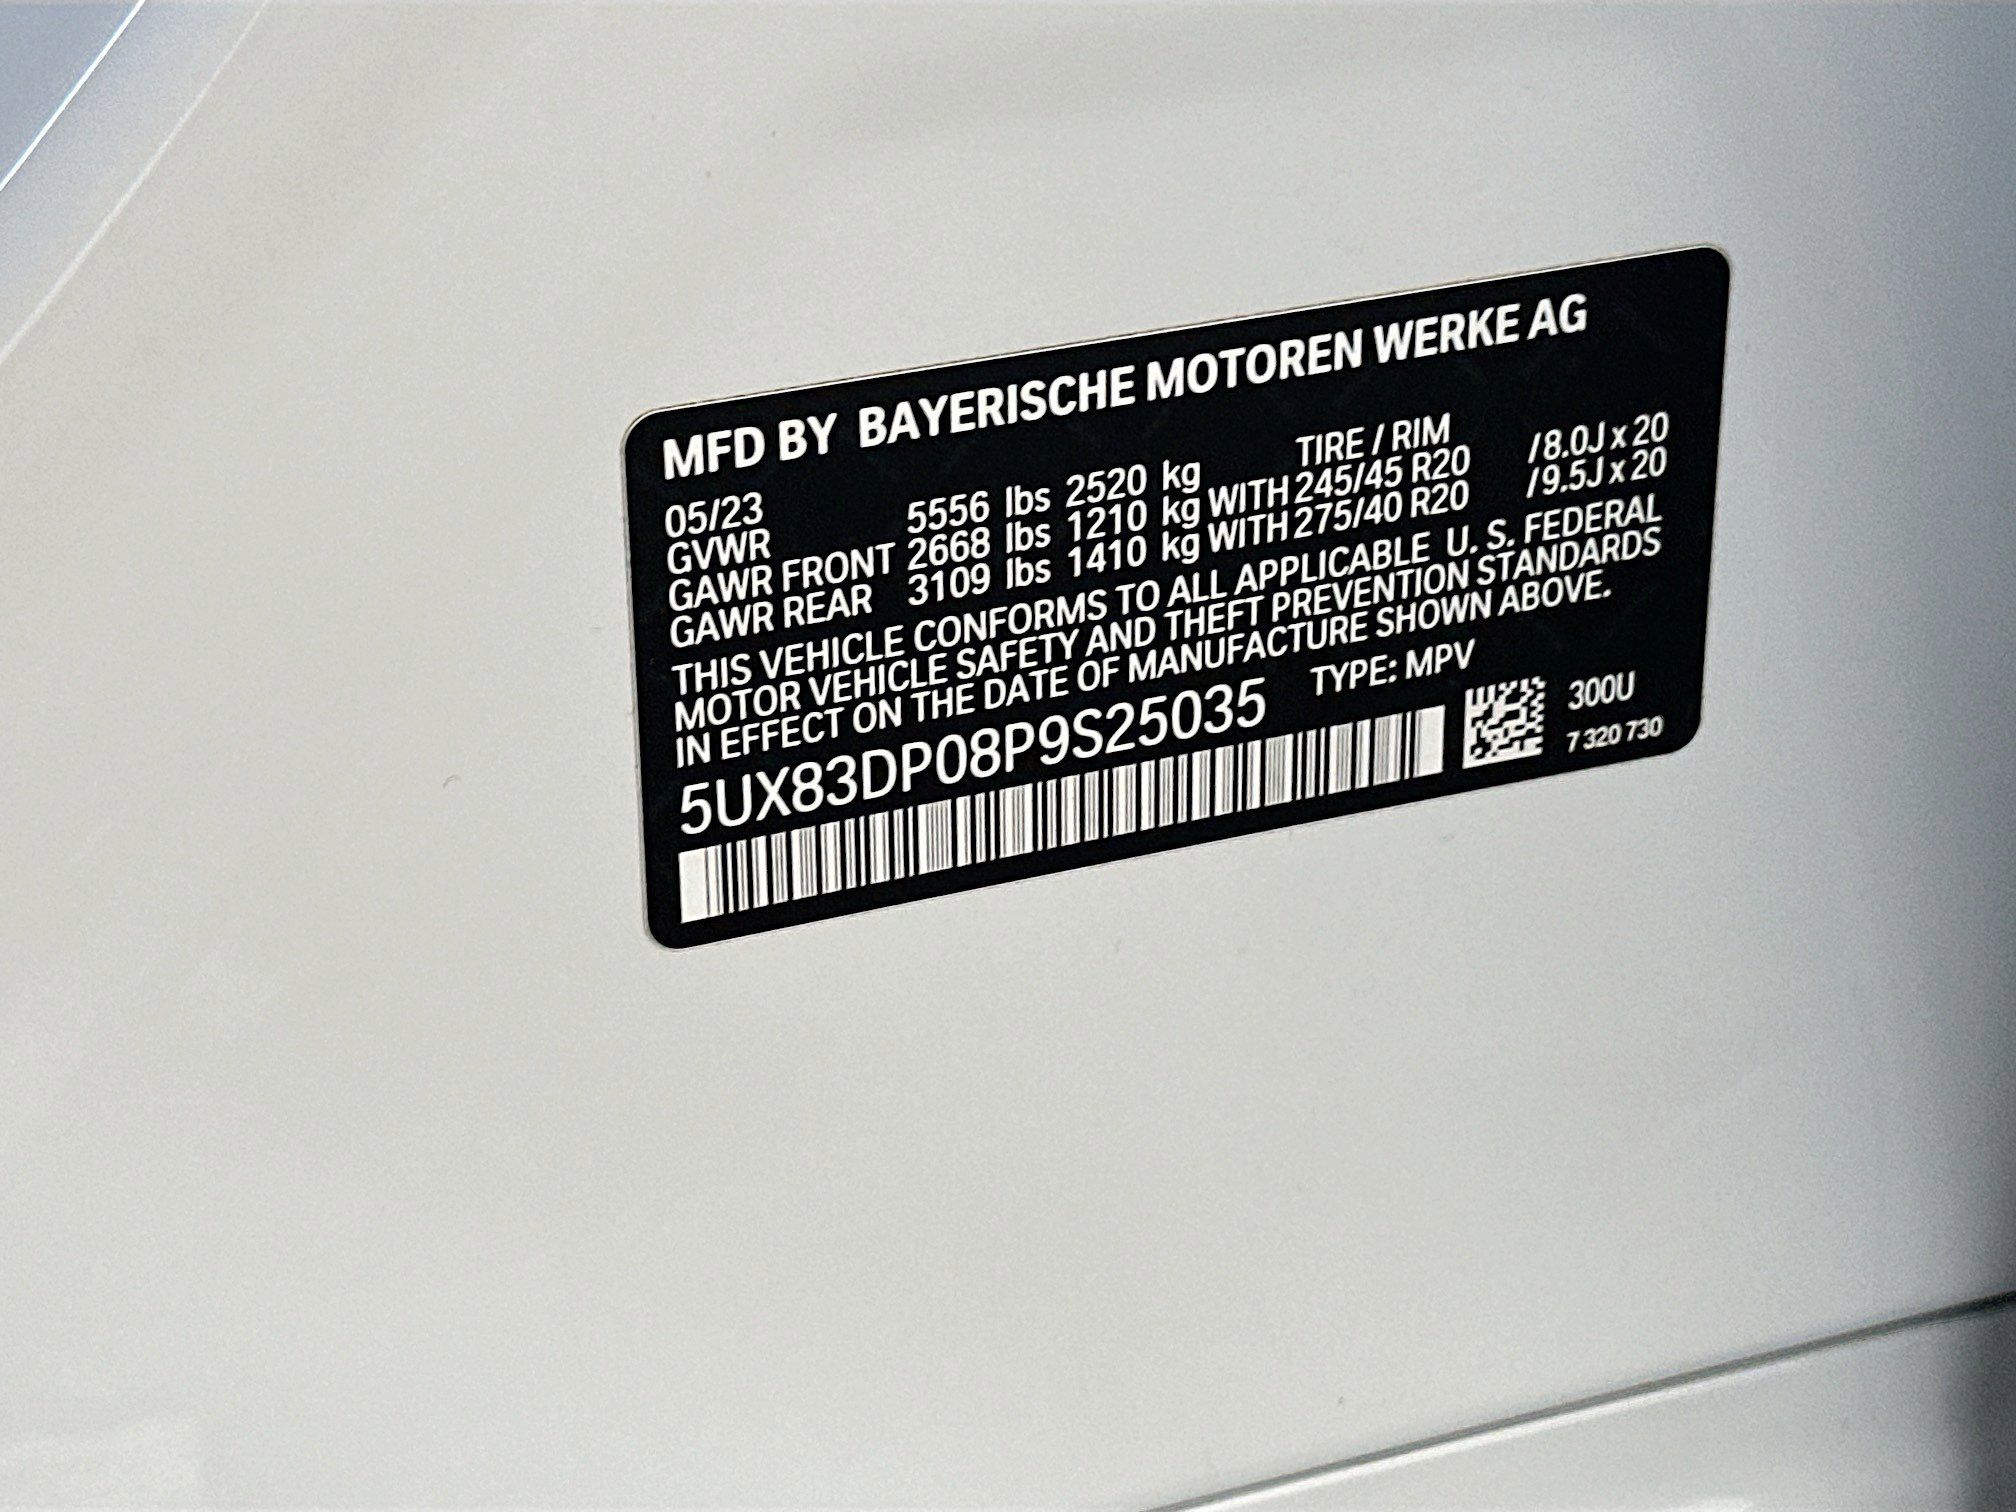 MFD BY BAYERISCHE MOTOREN WERKE AG
05/23 TIRE / RIM
GVWR 5556 lbs 2520 kg
GAWR FRONT 2668 lbs 1210 kg WITH 245/45 R20 /8.0J x 20
GAWR REAR 3109 lbs 1410 kg WITH 275/40 R20 /9.5J x 20
THIS VEHICLE CONFORMS TO ALL APPLICABLE U. S. FEDERAL
MOTOR VEHICLE SAFETY AND THEFT PREVENTION STANDARDS
IN EFFECT ON THE DATE OF MANUFACTURE SHOWN ABOVE.
5UX83DP08P9S25035 TYPE: MPV
300U
7 320 730